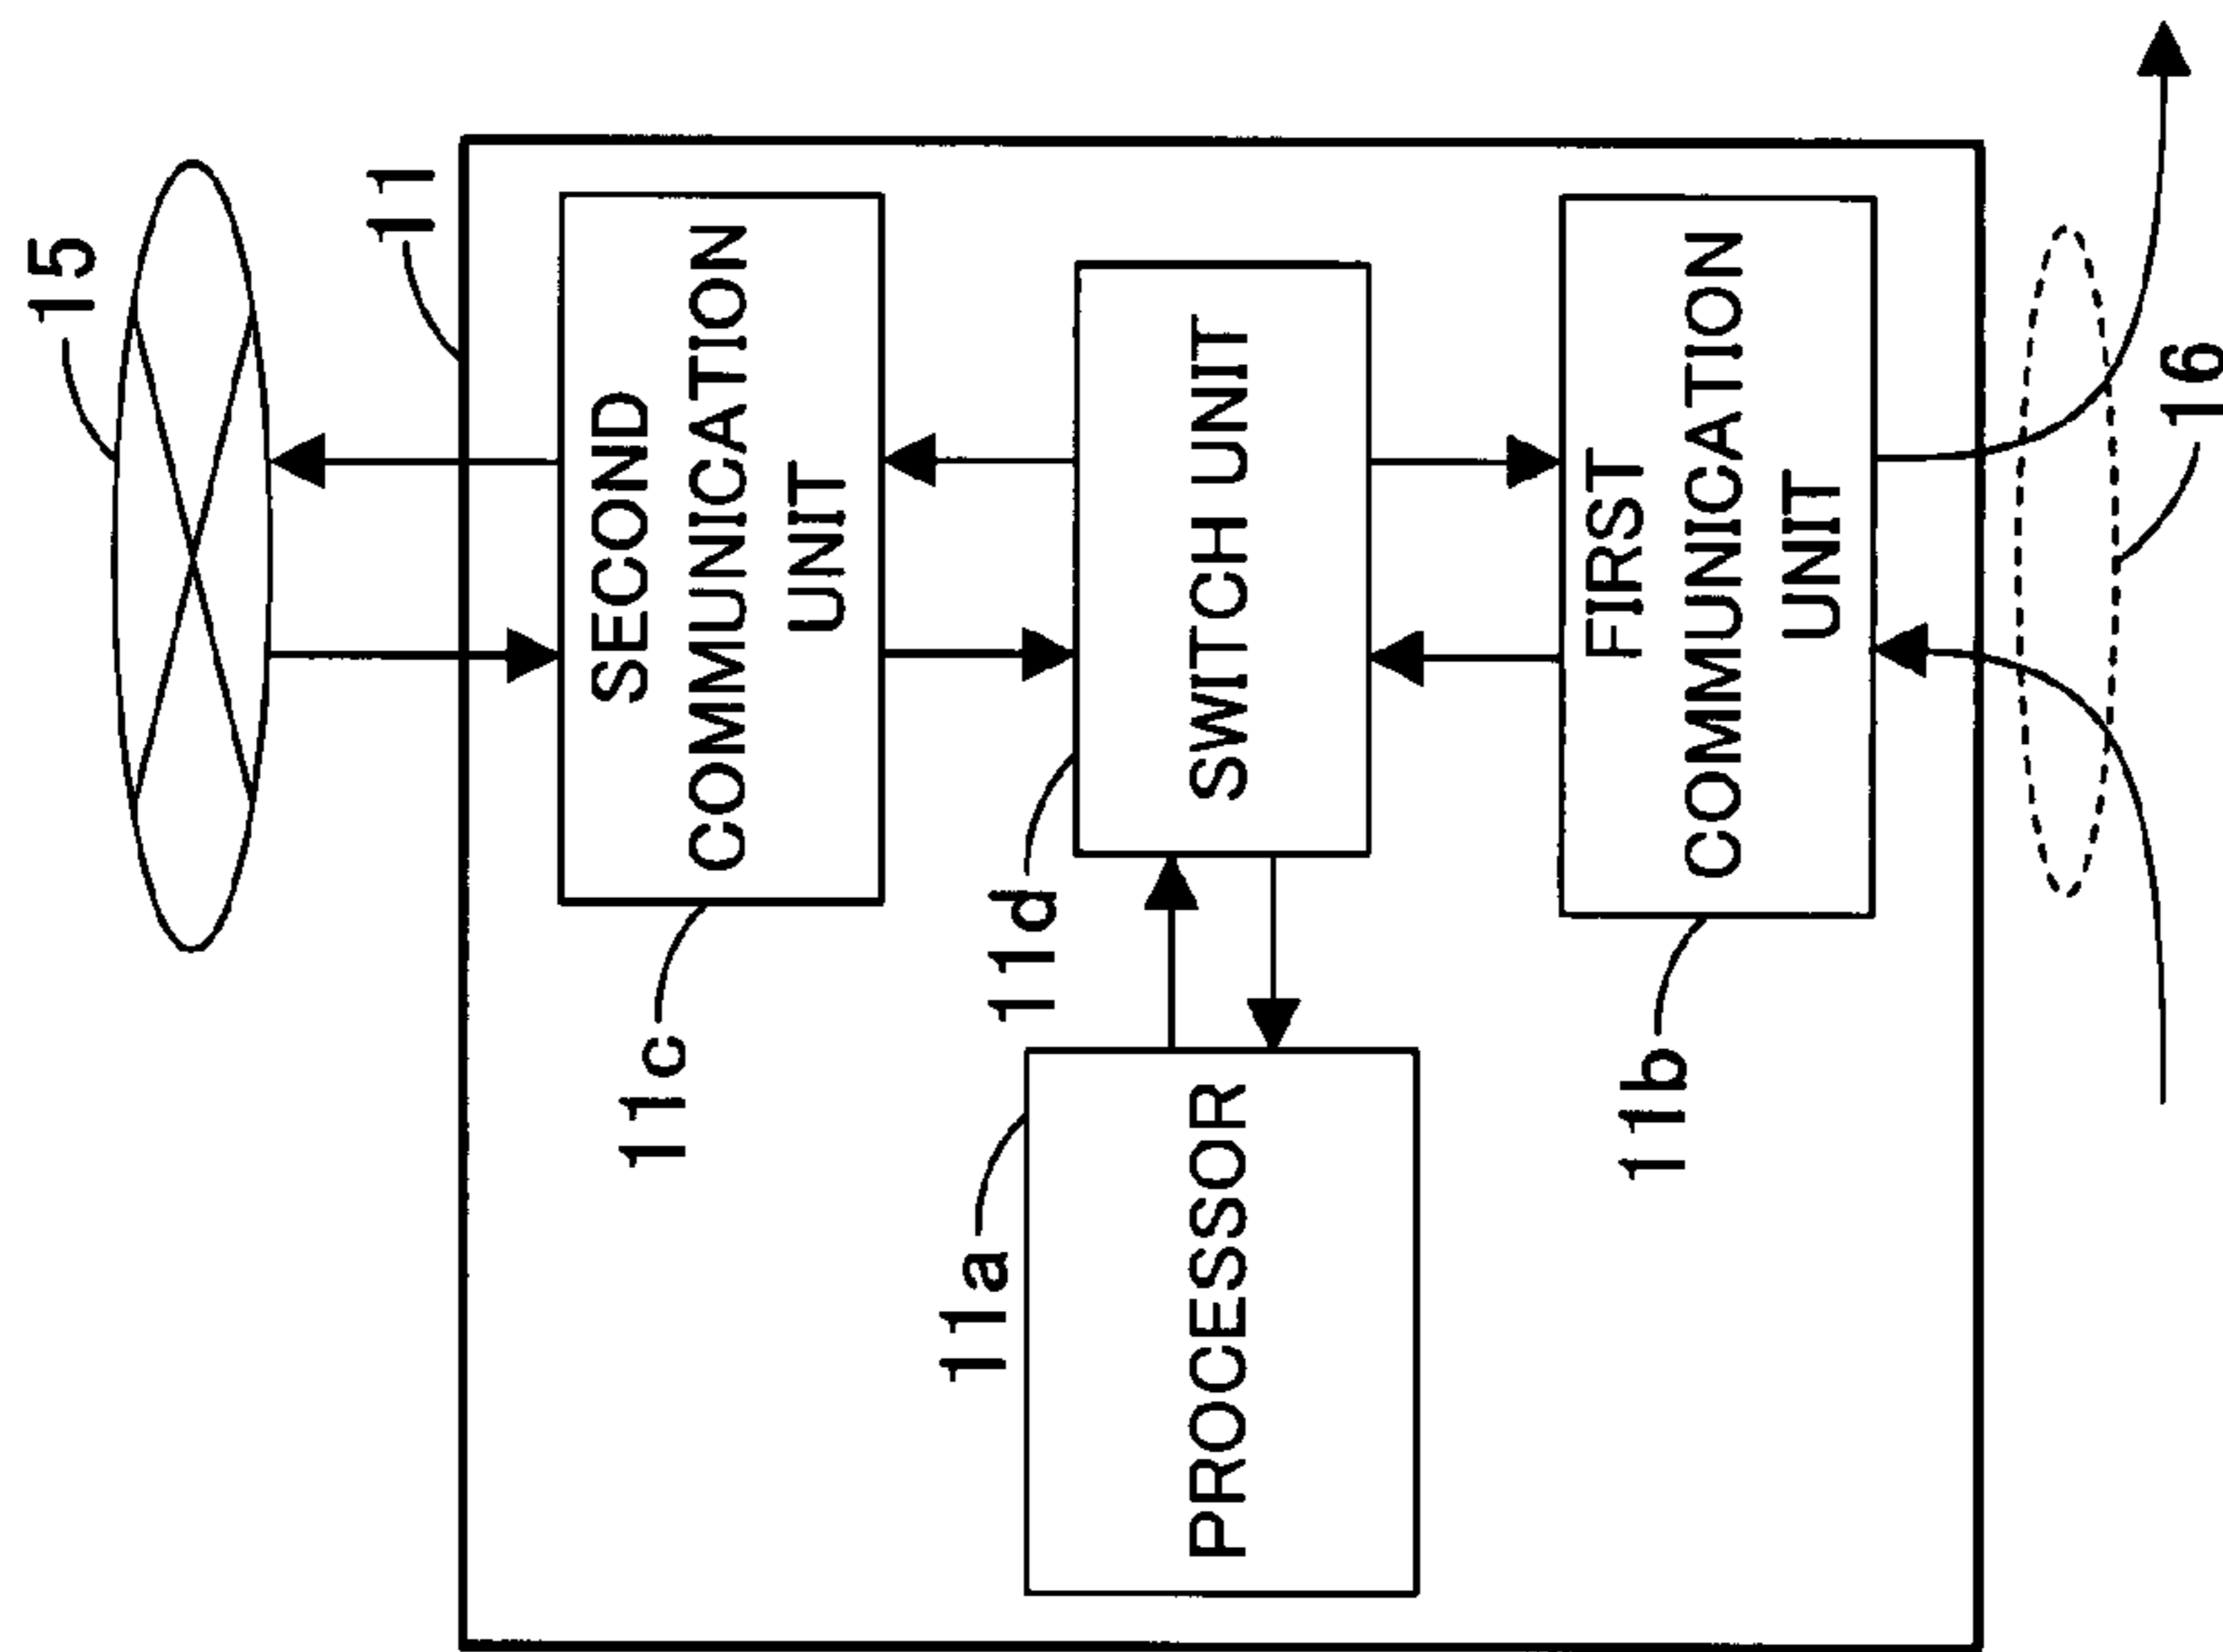 15
11
SECOND
COMMUNICATION
UNIT
11c
SWITCH UNIT
11d
PROCESSOR
11a
FIRST
COMMUNICATION
UNIT
11b
16